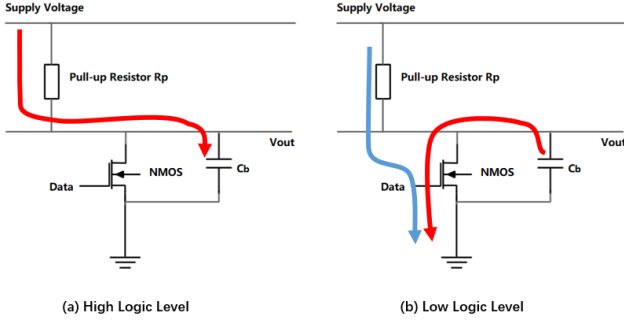 Supply Voltage
Pull-up Resistor Rp
Vout
NMOS
Cb
Data
(a) High Logic Level
Supply Voltage
Pull-up Resistor Rp
Vout
NMOS
Cb
Data
(b) Low Logic Level